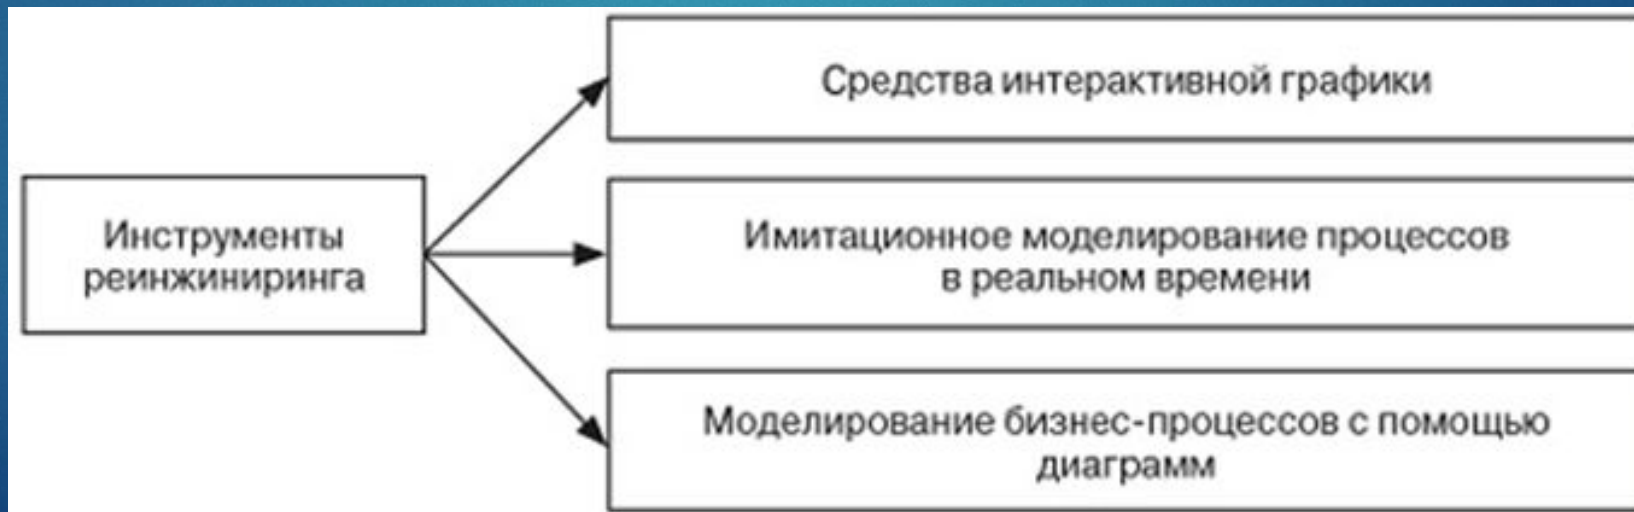 Средства интерактивной графики
Инструменты
реинжиниринга
Имитационное моделирование процессов
в реальном времени
Моделирование бизнес-процессов с помощью
диаграмм